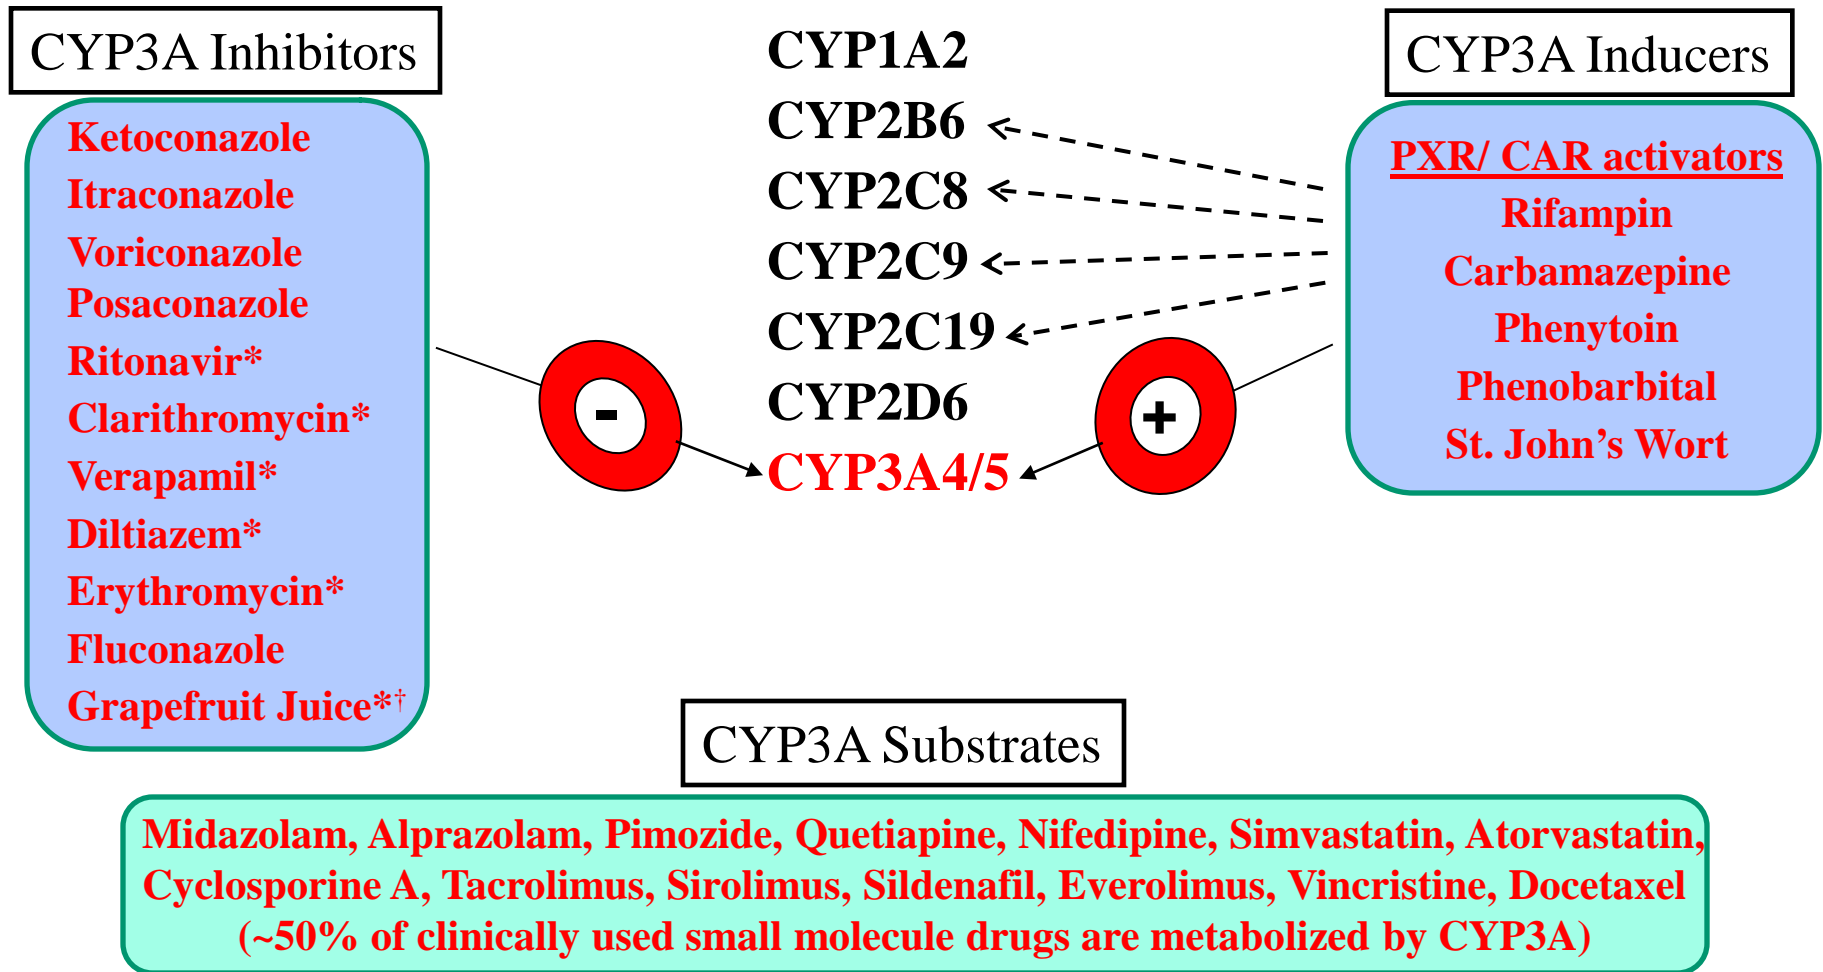 CYP3A Inhibitors
Ketoconazole
Itraconazole
Voriconazole
Posaconazole
Ritonavir*
Clarithromycin*
Verapamil*
Diltiazem*
Erythromycin*
Fluconazole
Grapefruit Juice*†
CYP1A2
CYP2B6
CYP2C8
CYP2C9
CYP2C19
CYP2D6
CYP3A4/5
-
+
CYP3A Inducers
PXR/ CAR activators
Rifampin
Carbamazepine
Phenytoin
Phenobarbital
St. John’s Wort
CYP3A Substrates
Midazolam, Alprazolam, Pimozide, Quetiapine, Nifedipine, Simvastatin, Atorvastatin,
Cyclosporine A, Tacrolimus, Sirolimus, Sildenafil, Everolimus, Vincristine, Docetaxel
(~50% of clinically used small molecule drugs are metabolized by CYP3A)